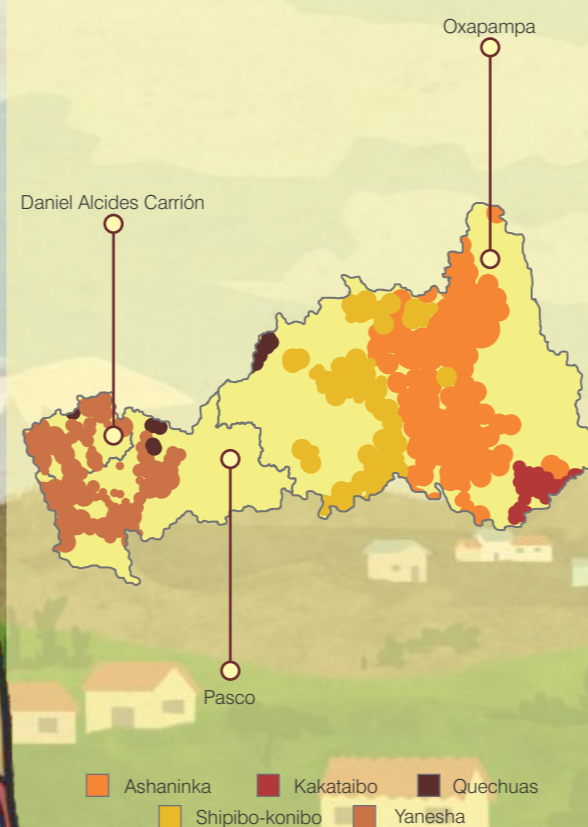 Oxapampa
Daniel Alcides Carrión
Pasco
Ashaninka Kakataibo Quechuas
Shipibo-konibo Yanesha